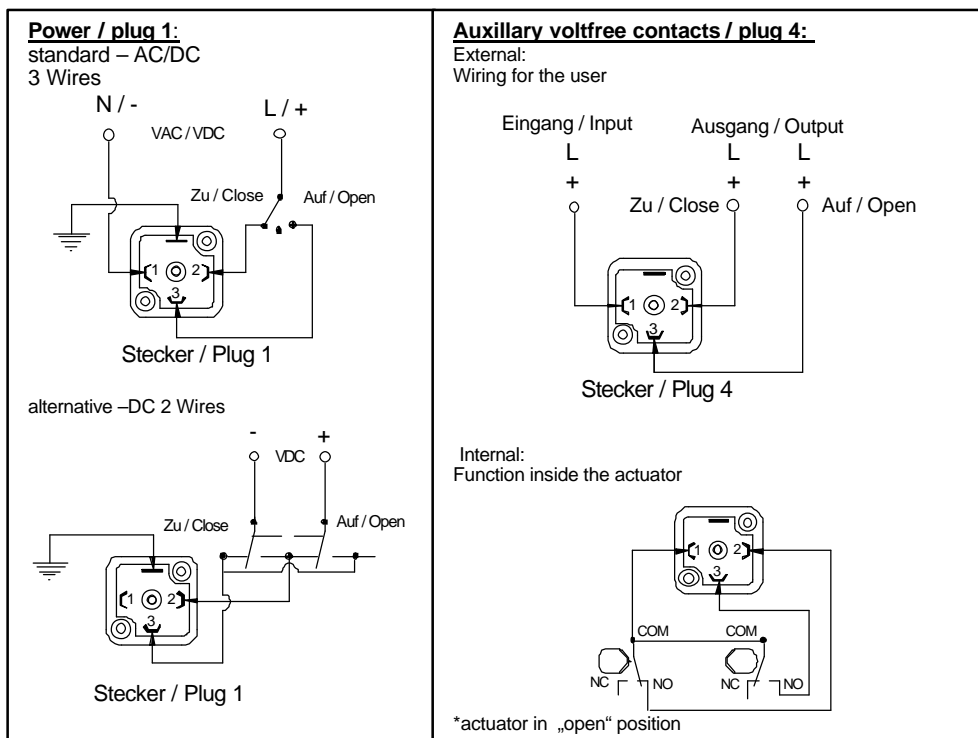 Power / plug 1:
standard – AC/DC
3 Wires
N / - L / +
VAC / VDC
Zu / Close Auf / Open
1 2
3
Stecker / Plug 1
alternative –DC 2 Wires
- +
VDC
Zu / Close Auf / Open
1 2
3
Stecker / Plug 1
Auxillary voltfree contacts / plug 4:
External:
Wiring for the user
Eingang / Input Ausgang / Output
L L L
+ + +
Zu / Close Auf / Open
1 2
3
Stecker / Plug 4
Internal:
Function inside the actuator
1 2
3
COM COM
NC NO NC NO
*actuator in „open“ position